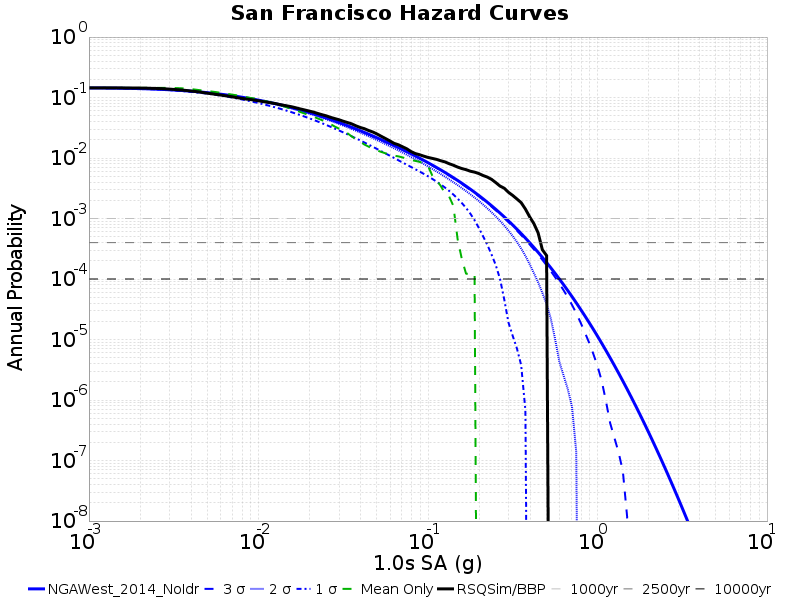 San Francisco Hazard Curves
Annual Probability
10^0
10^-1
10^-2
10^-3
10^-4
10^-5
10^-6
10^-7
10^-8
10^-3 10^-2 10^-1 10^0 10^1
1.0s SA (g)
NGAWest_2014_NoIdr 3 σ 2 σ 1 σ Mean Only RSQSim/BBP 1000yr 2500yr 10000yr